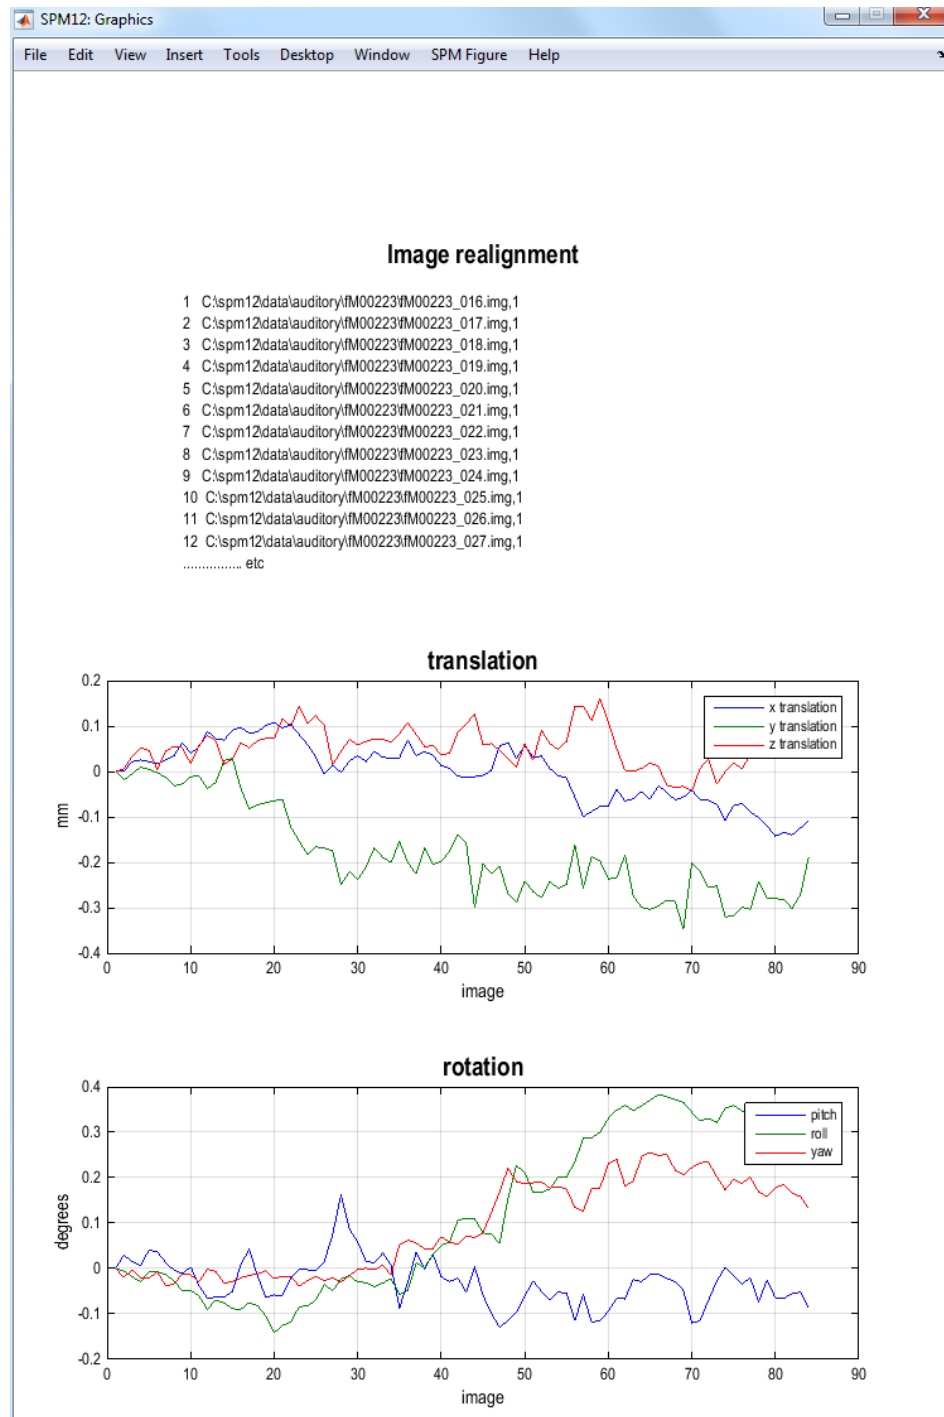 SPM12: Graphics
File Edit View Insert Tools Desktop Window SPM Figure Help
Image realignment
1 C:\spm12\data\auditory\fM00223\fM00223_016.img,1
2 C:\spm12\data\auditory\fM00223\fM00223_017.img,1
3 C:\spm12\data\auditory\fM00223\fM00223_018.img,1
4 C:\spm12\data\auditory\fM00223\fM00223_019.img,1
5 C:\spm12\data\auditory\fM00223\fM00223_020.img,1
6 C:\spm12\data\auditory\fM00223\fM00223_021.img,1
7 C:\spm12\data\auditory\fM00223\fM00223_022.img,1
8 C:\spm12\data\auditory\fM00223\fM00223_023.img,1
9 C:\spm12\data\auditory\fM00223\fM00223_024.img,1
10 C:\spm12\data\auditory\fM00223\fM00223_025.img,1
11 C:\spm12\data\auditory\fM00223\fM00223_026.img,1
12 C:\spm12\data\auditory\fM00223\fM00223_027.img,1
................ etc
translation
0.2
0.1
0
-0.1
-0.2
-0.3
-0.4
mm
x translation
y translation
z translation
0 10 20 30 40 50 60 70 80 90
image
rotation
0.4
0.3
0.2
0.1
0
-0.1
-0.2
degrees
pitch
roll
yaw
0 10 20 30 40 50 60 70 80 90
image